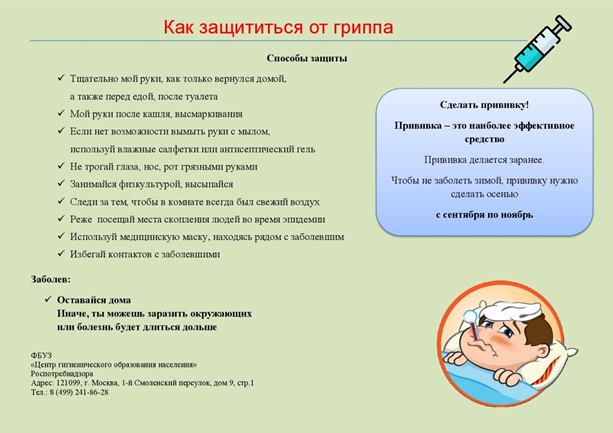 Как защититься от гриппа
Способы защиты
✓ Тщательно мой руки, как только вернулся домой,
а также перед едой, после туалета
✓ Мой руки после кашля, высмаркивания
✓ Если нет возможности вымыть руки с мылом,
используй влажные салфетки или антисептический гель
✓ Не трогай глаза, нос, рот грязными руками
✓ Занимайся физкультурой, высыпайся
✓ Следи за тем, чтобы в комнате всегда был свежий воздух
✓ Реже посещай места скопления людей во время эпидемии
✓ Используй медицинскую маску, находясь рядом с заболевшим
✓ Избегай контактов с заболевшими
Сделать прививку!
Прививка – это наиболее эффективное
средство
Прививка делается заранее.
Чтобы не заболеть зимой, прививку нужно
сделать осенью
с сентября по ноябрь
Заболев:
✓ Оставайся дома
Иначе, ты можешь заразить окружающих
или болезнь будет длиться дольше
ФБУЗ
«Центр гигиенического образования населения»
Роспотребнадзора
Адрес: 121099, г. Москва, 1-й Смоленский переулок, дом 9, стр.1
Тел.: 8 (499) 241-86-28